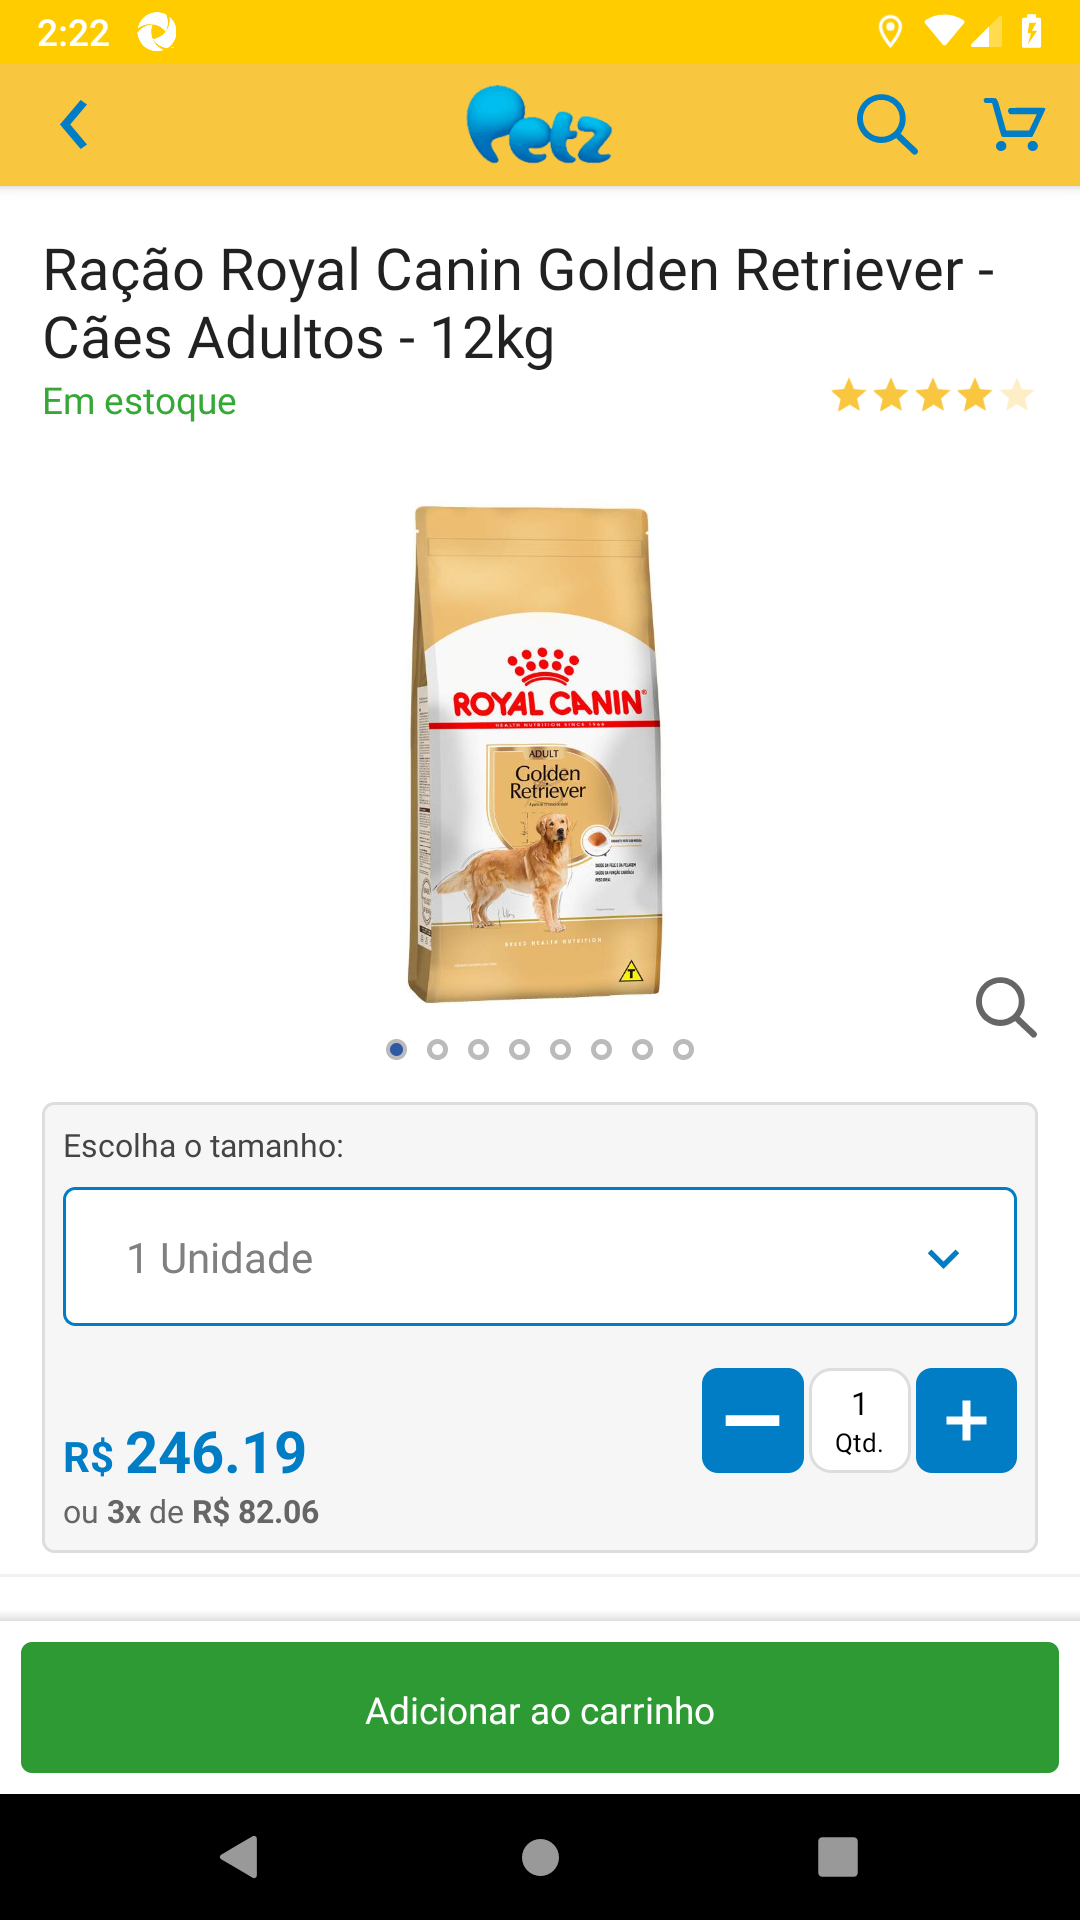 2:22
Petz
Ração Royal Canin Golden Retriever -
Cães Adultos - 12kg
Em estoque
ROYAL CANIN
HEALTH NUTRITION SINCE 1968
ADULT
Golden
Retriever
BREED HEALTH NUTRITION
T
Escolha o tamanho:
1 Unidade
1
Qtd.
R$ 246.19
ou 3x de R$ 82.06
Adicionar ao carrinho